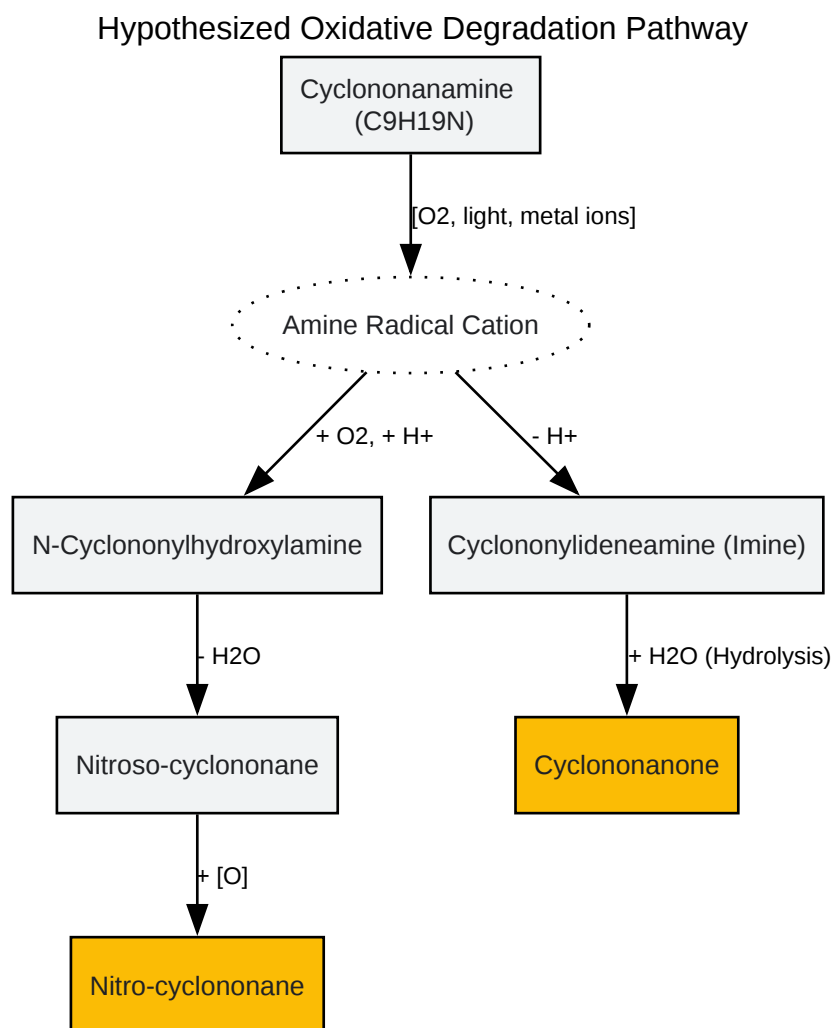 Hypothesized Oxidative Degradation Pathway
Cyclononanamine
(C9H19N)
[O2, light, metal ions]
Amine Radical Cation
+ O2, + H+
- H+
N-Cyclononylhydroxylamine
Cyclononylideneamine (Imine)
- H2O
+ H2O (Hydrolysis)
Nitroso-cyclononane
Cyclononanone
+ [O]
Nitro-cyclononane